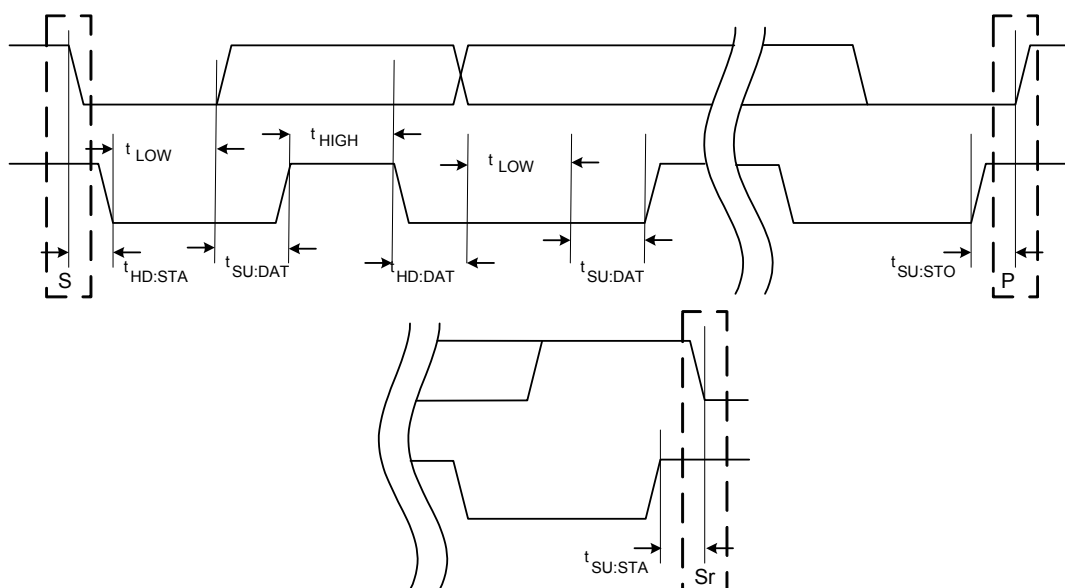 t LOW
t HIGH
t LOW
t HD:STA
t SU:DAT
t HD:DAT
t SU:DAT
t SU:STO
S
P
t SU:STA
Sr